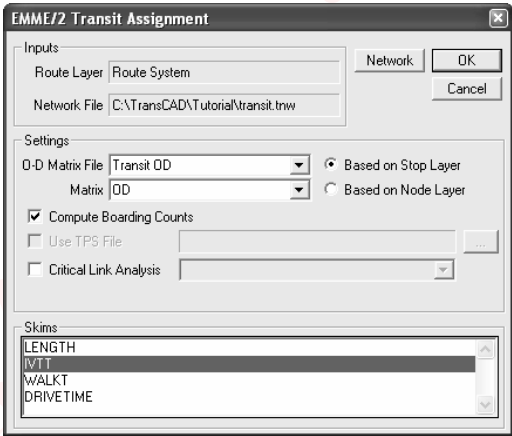 EMME/2 Transit Assignment
Inputs
Route Layer Route System
Network File C:\TransCAD\Tutorial\transit.tnw
Network OK
Cancel
Settings
O-D Matrix File Transit OD Based on Stop Layer
Matrix OD Based on Node Layer
Compute Boarding Counts
Use TPS File ...
Critical Link Analysis
Skims
LENGTH
IVTT
WALKT
DRIVETIME